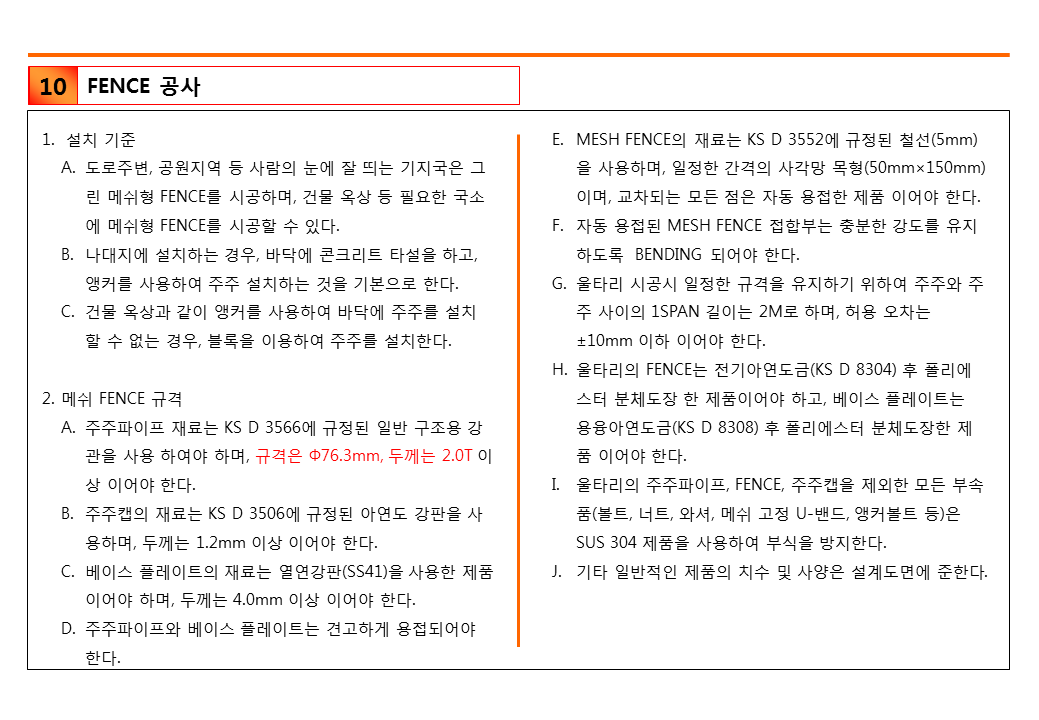 10 FENCE 공사
1. 설치 기준
A. 도로주변, 공원지역 등 사람의 눈에 잘 띄는 기지국은 그
린 메쉬형 FENCE를 시공하며, 건물 옥상 등 필요한 국소
에 메쉬형 FENCE를 시공할 수 있다.
B. 나대지에 설치하는 경우, 바닥에 콘크리트 타설을 하고,
앵커를 사용하여 주주 설치하는 것을 기본으로 한다.
C. 건물 옥상과 같이 앵커를 사용하여 바닥에 주주를 설치
할 수 없는 경우, 블록을 이용하여 주주를 설치한다.
2. 메쉬 FENCE 규격
A. 주주파이프 재료는 KS D 3566에 규정된 일반 구조용 강
관을 사용 하여야 하며, 규격은 Φ76.3mm, 두께는 2.0T 이
상 이어야 한다.
B. 주주캡의 재료는 KS D 3506에 규정된 아연도 강판을 사
용하며, 두께는 1.2mm 이상 이어야 한다.
C. 베이스 플레이트의 재료는 열연강판(SS41)을 사용한 제품
이어야 하며, 두께는 4.0mm 이상 이어야 한다.
D. 주주파이프와 베이스 플레이트는 견고하게 용접되어야
한다.
E. MESH FENCE의 재료는 KS D 3552에 규정된 철선(5mm)
을 사용하며, 일정한 간격의 사각망 목형(50mm×150mm)
이며, 교차되는 모든 점은 자동 용접한 제품 이어야 한다.
F. 자동 용접된 MESH FENCE 접합부는 충분한 강도를 유지
하도록 BENDING 되어야 한다.
G. 울타리 시공시 일정한 규격을 유지하기 위하여 주주와 주
주 사이의 1SPAN 길이는 2M로 하며, 허용 오차는
±10mm 이하 이어야 한다.
H. 울타리의 FENCE는 전기아연도금(KS D 8304) 후 폴리에
스터 분체도장 한 제품이어야 하고, 베이스 플레이트는
용융아연도금(KS D 8308) 후 폴리에스터 분체도장한 제
품 이어야 한다.
I. 울타리의 주주파이프, FENCE, 주주캡을 제외한 모든 부속
품(볼트, 너트, 와셔, 메쉬 고정 U-밴드, 앵커볼트 등)은
SUS 304 제품을 사용하여 부식을 방지한다.
J. 기타 일반적인 제품의 치수 및 사양은 설계도면에 준한다.